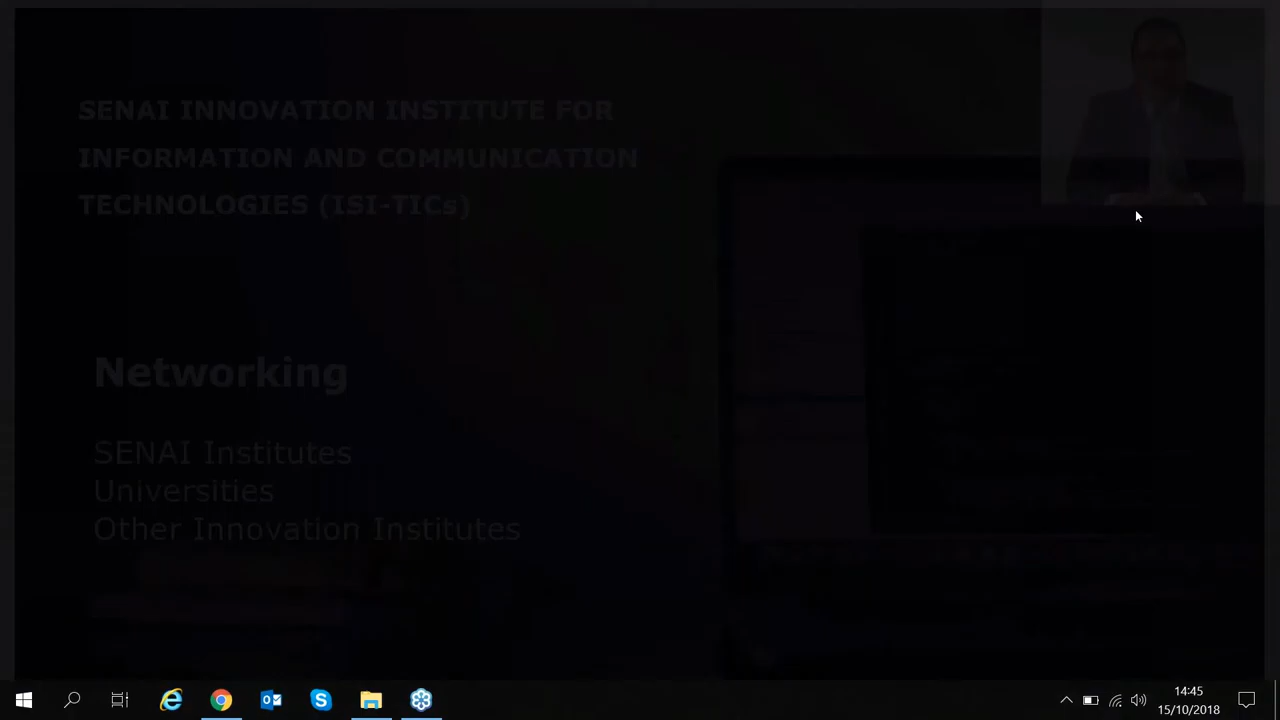 SENAI INNOVATION INSTITUTE FOR
INFORMATION AND COMMUNICATION
TECHNOLOGIES (ISI-TICs)
Networking
SENAI Institutes
Universities
Other Innovation Institutes
14:45
15/10/2018